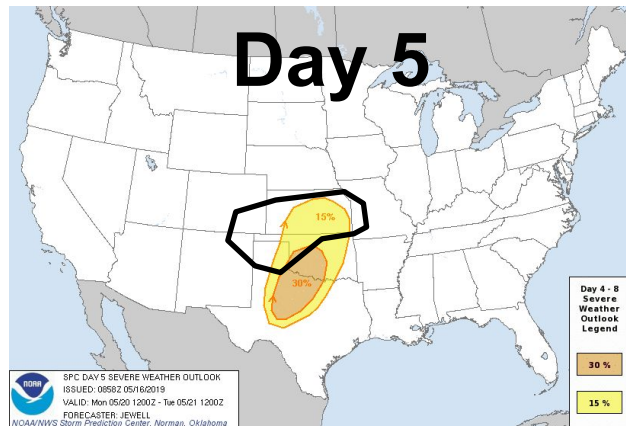 Day 5
15%
30%
Day 4 - 8
Severe
Weather
Outlook
Legend
30 %
15 %
NOAA
SPC DAY 5 SEVERE WEATHER OUTLOOK
ISSUED: 0858Z 05/16/2019
VALID: Mon 05/20 1200Z - Tue 05/21 1200Z
FORECASTER: JEWELL
NOAA/NWS Storm Prediction Center, Norman, Oklahoma